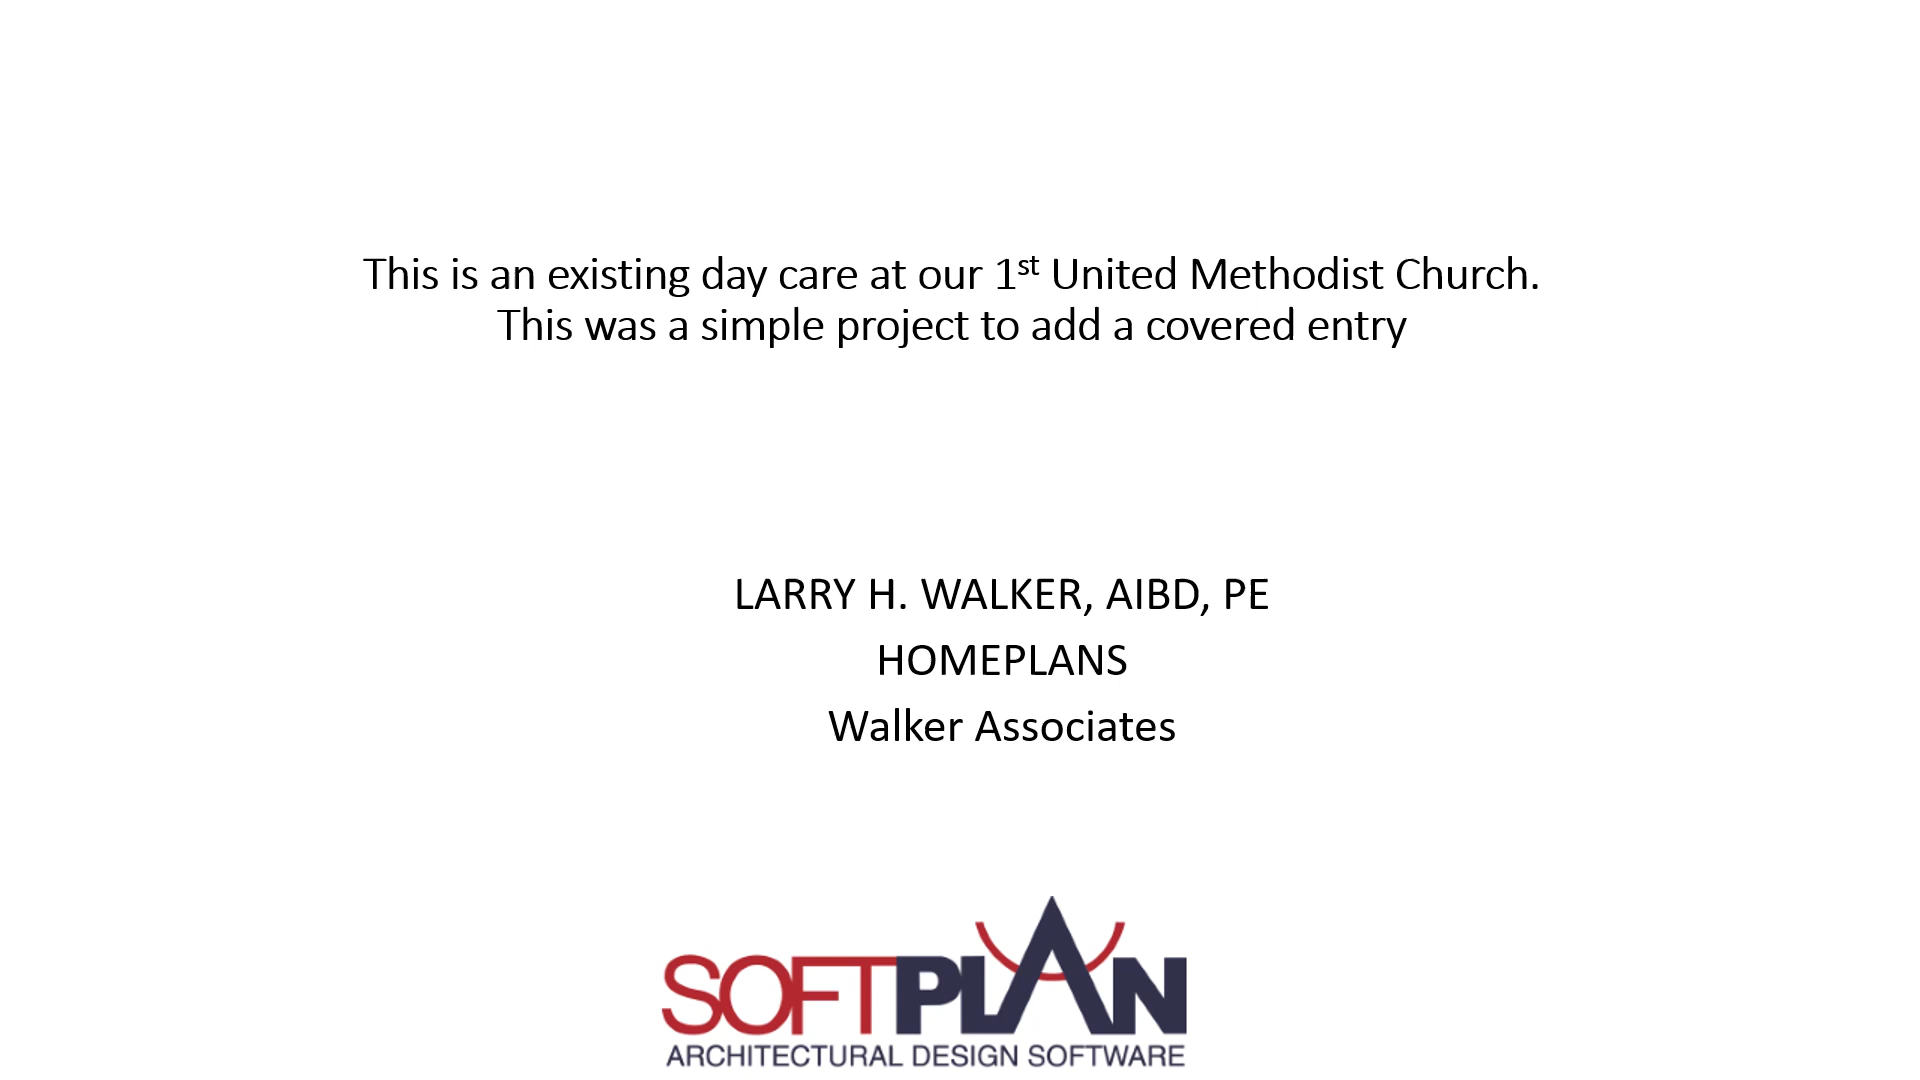 This is an existing day care at our 1st United Methodist Church.
This was a simple project to add a covered entry
LARRY H. WALKER, AIBD, PE
HOMEPLANS
Walker Associates
SOFTPLAN
ARCHITECTURAL DESIGN SOFTWARE